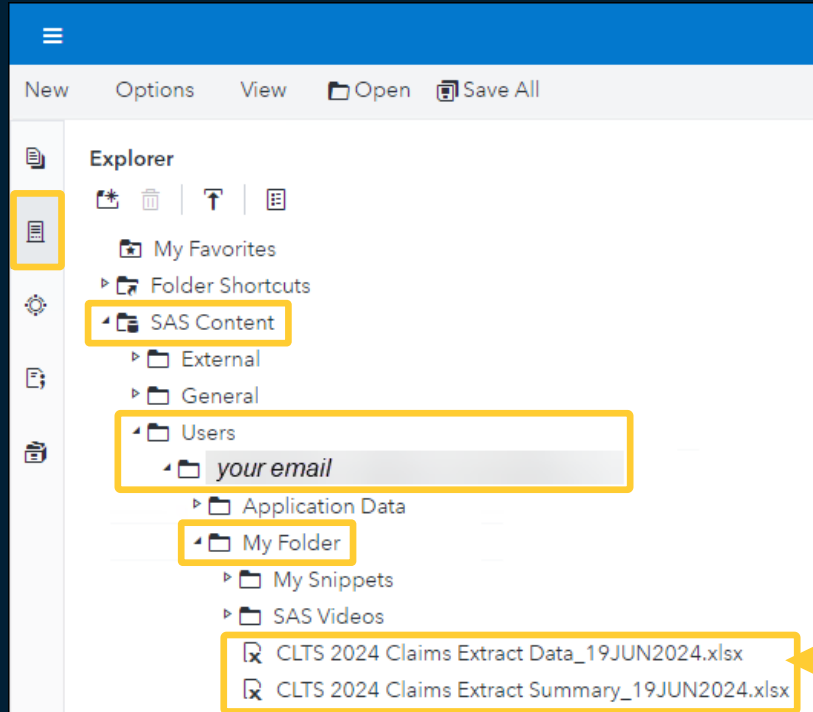 New Options View Open Save All
Explorer
My Favorites
Folder Shortcuts
SAS Content
External
General
Users
your email
Application Data
My Folder
My Snippets
SAS Videos
CLTS 2024 Claims Extract Data_19JUN2024.xlsx
CLTS 2024 Claims Extract Summary_19JUN2024.xlsx